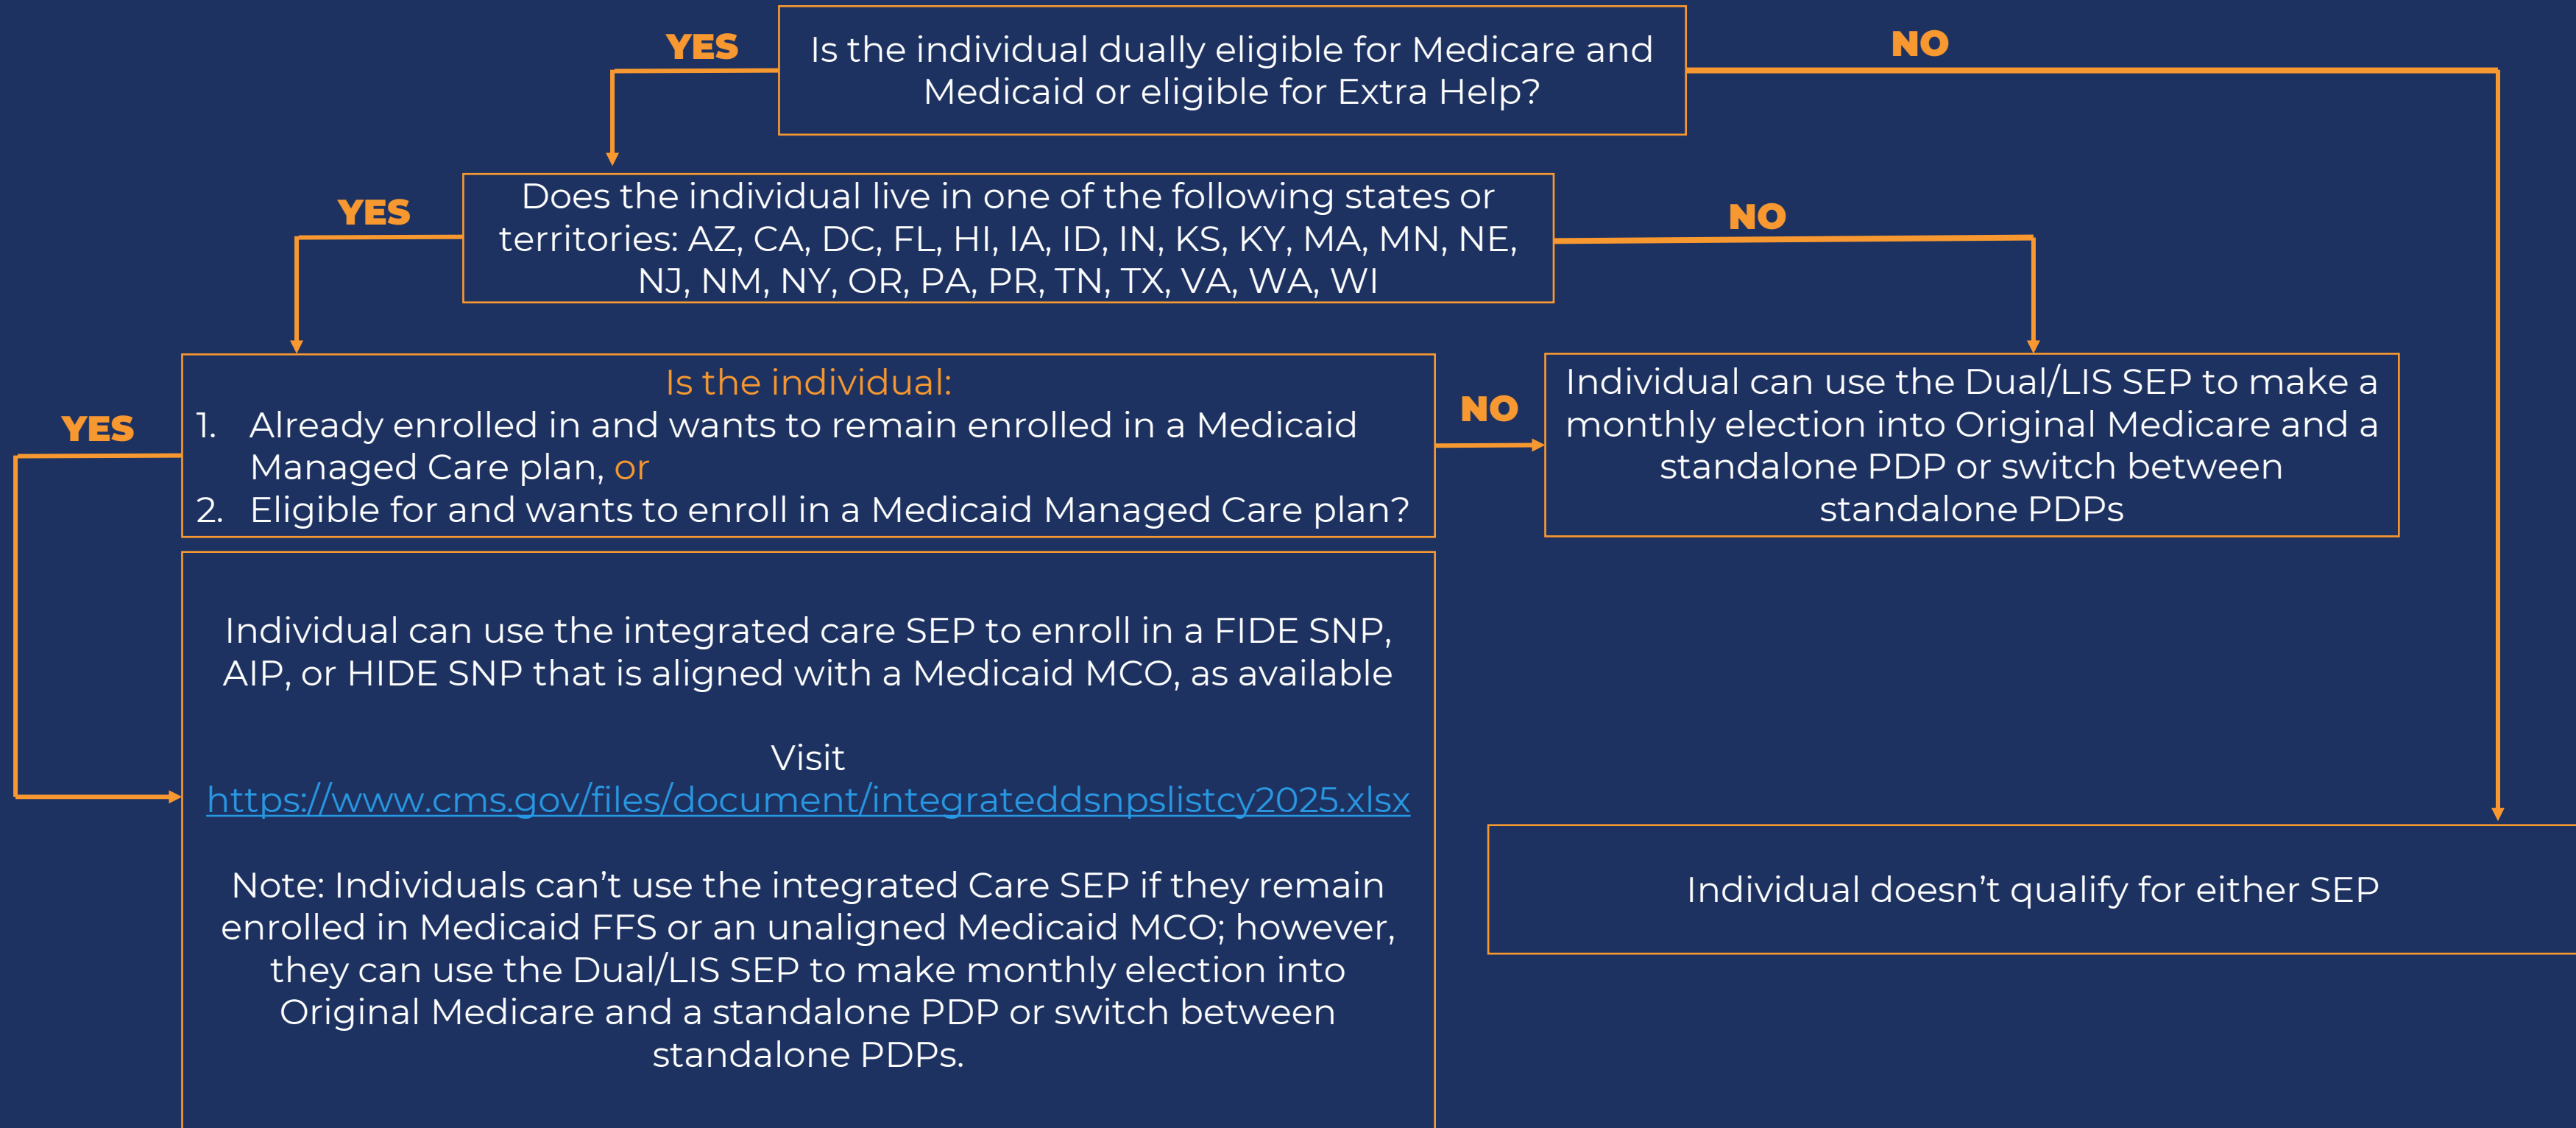 YES
Is the individual dually eligible for Medicare and
Medicaid or eligible for Extra Help?
NO
YES
Does the individual live in one of the following states or
territories: AZ, CA, DC, FL, HI, IA, ID, IN, KS, KY, MA, MN, NE,
NJ, NM, NY, OR, PA, PR, TN, TX, VA, WA, WI
NO
YES
Is the individual:
1. Already enrolled in and wants to remain enrolled in a Medicaid
Managed Care plan, or
2. Eligible for and wants to enroll in a Medicaid Managed Care plan?
NO
Individual can use the Dual/LIS SEP to make a
monthly election into Original Medicare and a
standalone PDP or switch between
standalone PDPs
Individual can use the integrated care SEP to enroll in a FIDE SNP,
AIP, or HIDE SNP that is aligned with a Medicaid MCO, as available
Visit
https://www.cms.gov/files/document/integrateddsnpslistcy2025.xlsx
Note: Individuals can’t use the integrated Care SEP if they remain
enrolled in Medicaid FFS or an unaligned Medicaid MCO; however,
they can use the Dual/LIS SEP to make monthly election into
Original Medicare and a standalone PDP or switch between
standalone PDPs.
Individual doesn’t qualify for either SEP